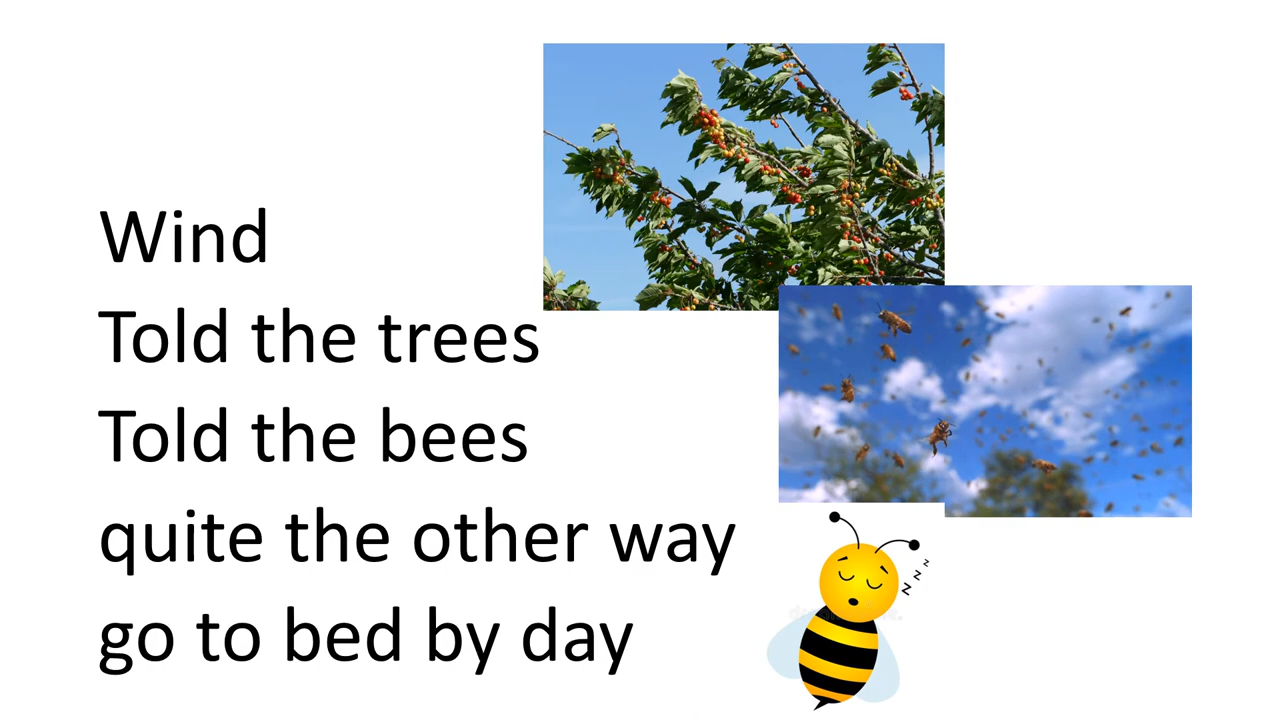 Wind
Told the trees
Told the bees
quite the other way
go to bed by day
z
z
z